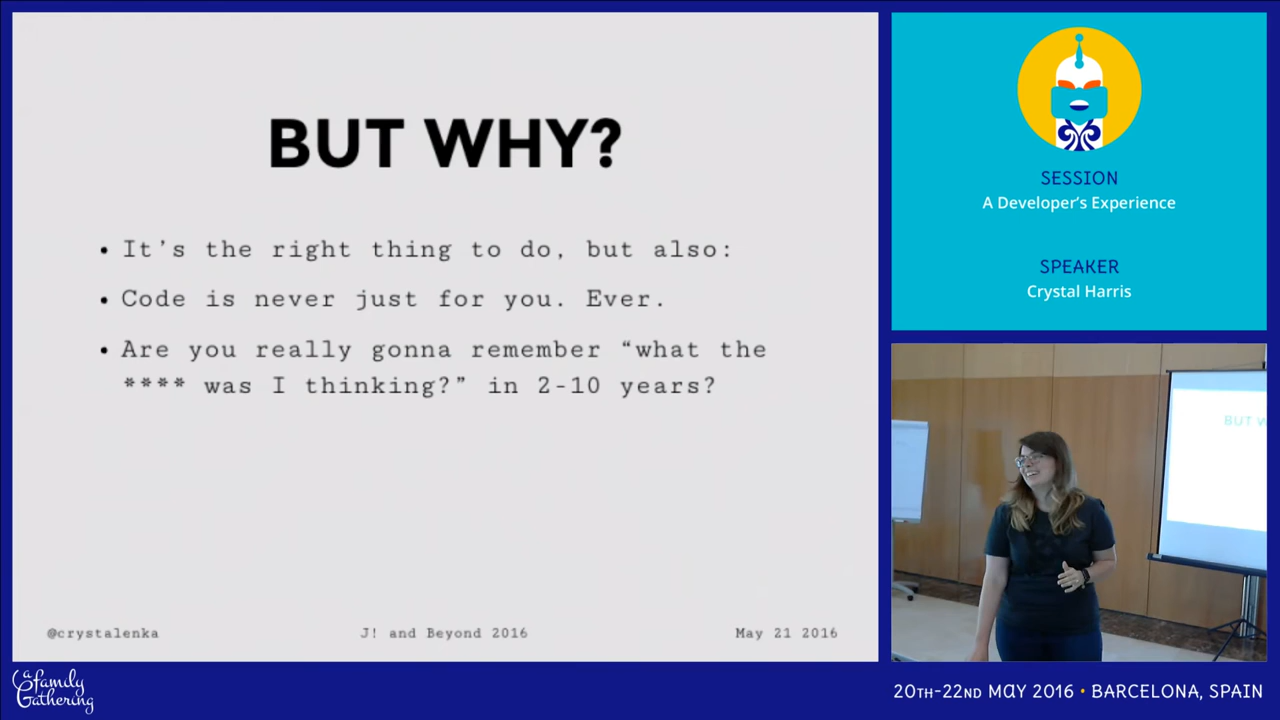 BUT WHY?
• It's the right thing to do, but also:
• Code is never just for you. Ever.
• Are you really gonna remember “what the
**** was I thinking?” in 2-10 years?
@crystalenka
J! and Beyond 2016
May 21 2016
SESSION
A Developer’s Experience
SPEAKER
Crystal Harris
BUT W
a family
Gathering
20TH-22ND MAY 2016 • BARCELONA, SPAIN